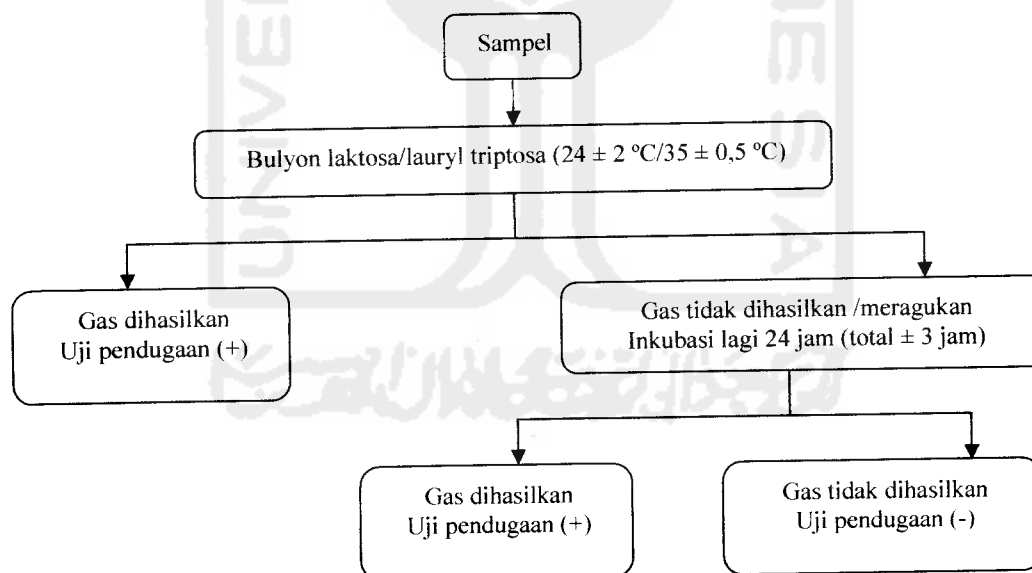 Sampel
Bulyon laktosa/lauryl triptosa (24 ± 2 ºC/35 ± 0,5 ºC)
Gas dihasilkan
Uji pendugaan (+)
Gas tidak dihasilkan /meragukan
Inkubasi lagi 24 jam (total ± 3 jam)
Gas dihasilkan
Uji pendugaan (+)
Gas tidak dihasilkan
Uji pendugaan (-)